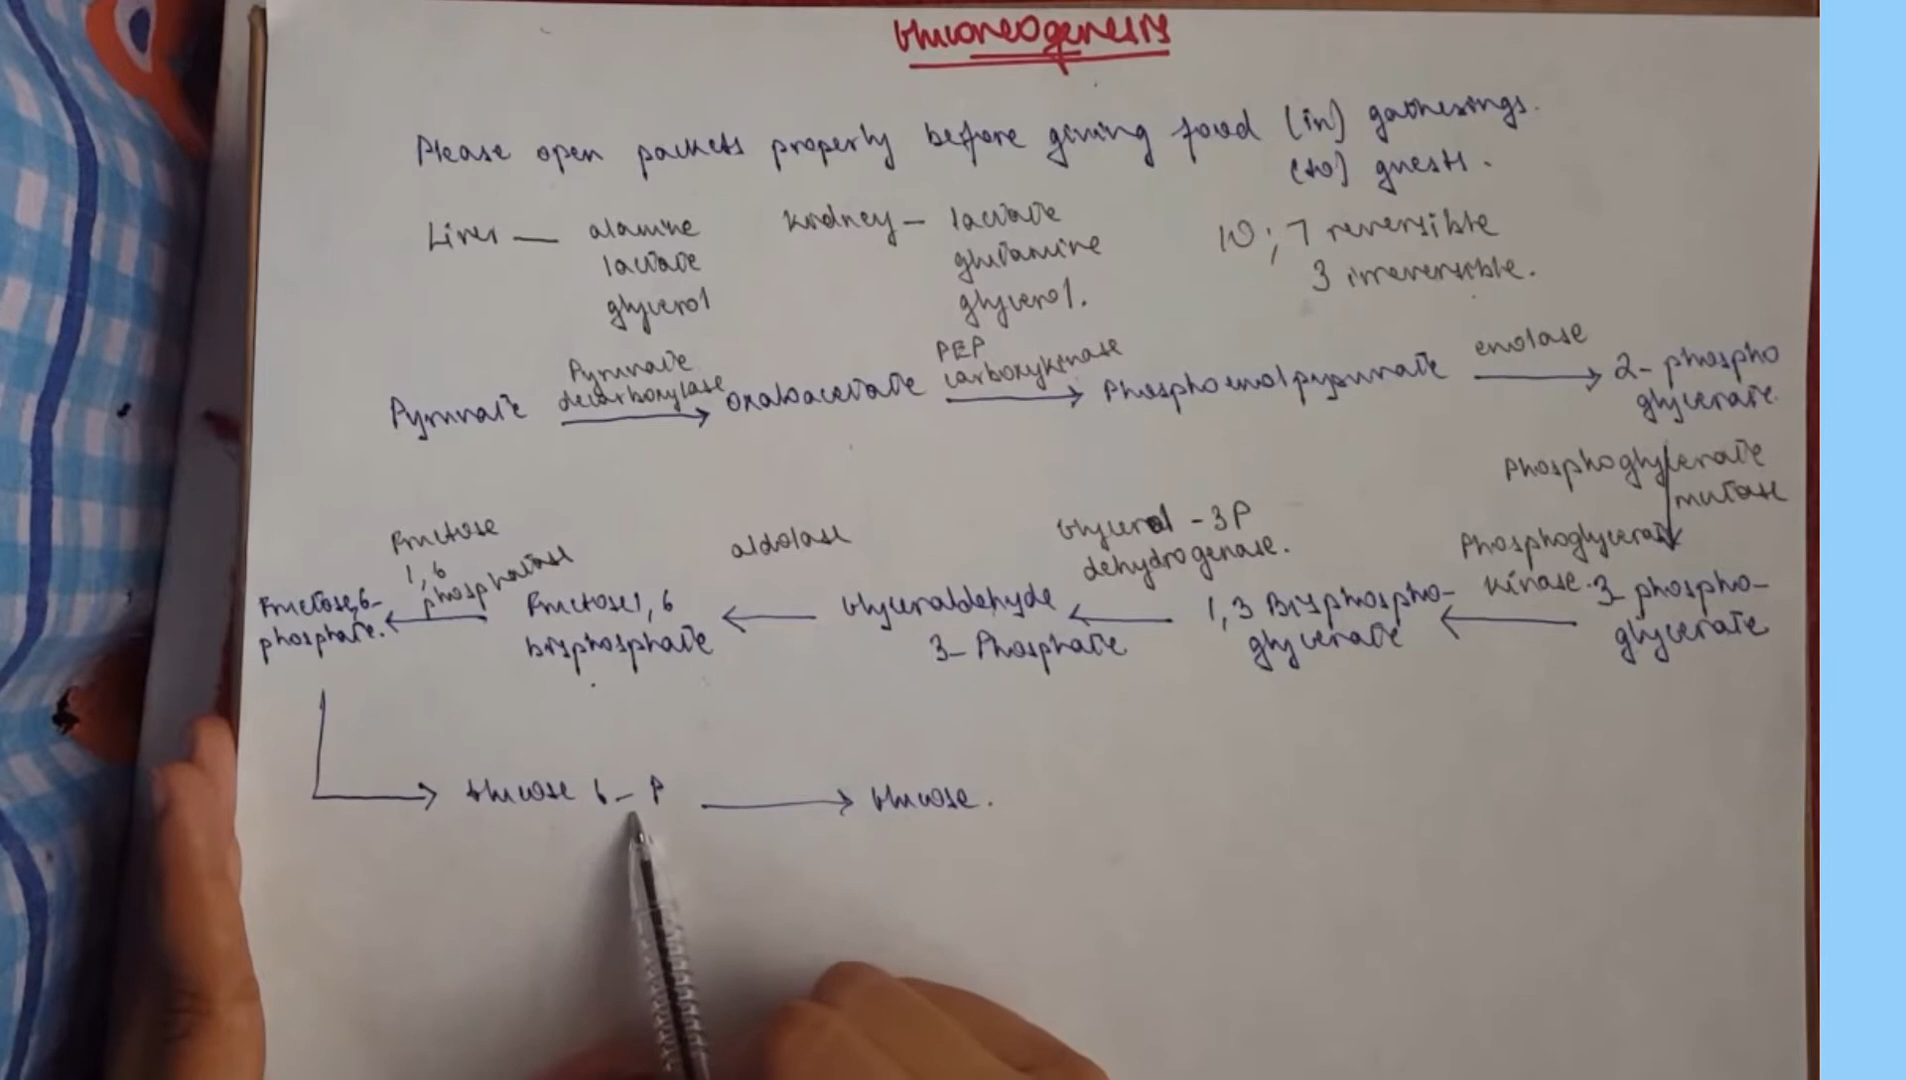 Gluconeogenesis
Please open packets properly before giving food (in) gatherings.
(to) guests.
Liver — alanine
lactate
glycerol
Kidney — lactate
glutamine
glycerol.
10; 7 reversible
3 irreversible.
Pyruvate
Pyruvate
decarboxylase
Oxaloacetate
PEP
carboxykinase
Phosphoenolpyruvate
enolase
2- phospho
glycerate.
Phosphoglycerate
mutase
3- phospho-
glycerate
Phosphoglycerate
kinase.
1,3 Bisphospho-
glycerate
Glycerol -3P
dehydrogenase.
Glyceraldehyde
3- Phosphate
aldolase
Fructose 1,6
bisphosphate
Fructose
1,6
phosphatase
Fructose,6-
phosphate.
Glucose 6-P
Glucose.